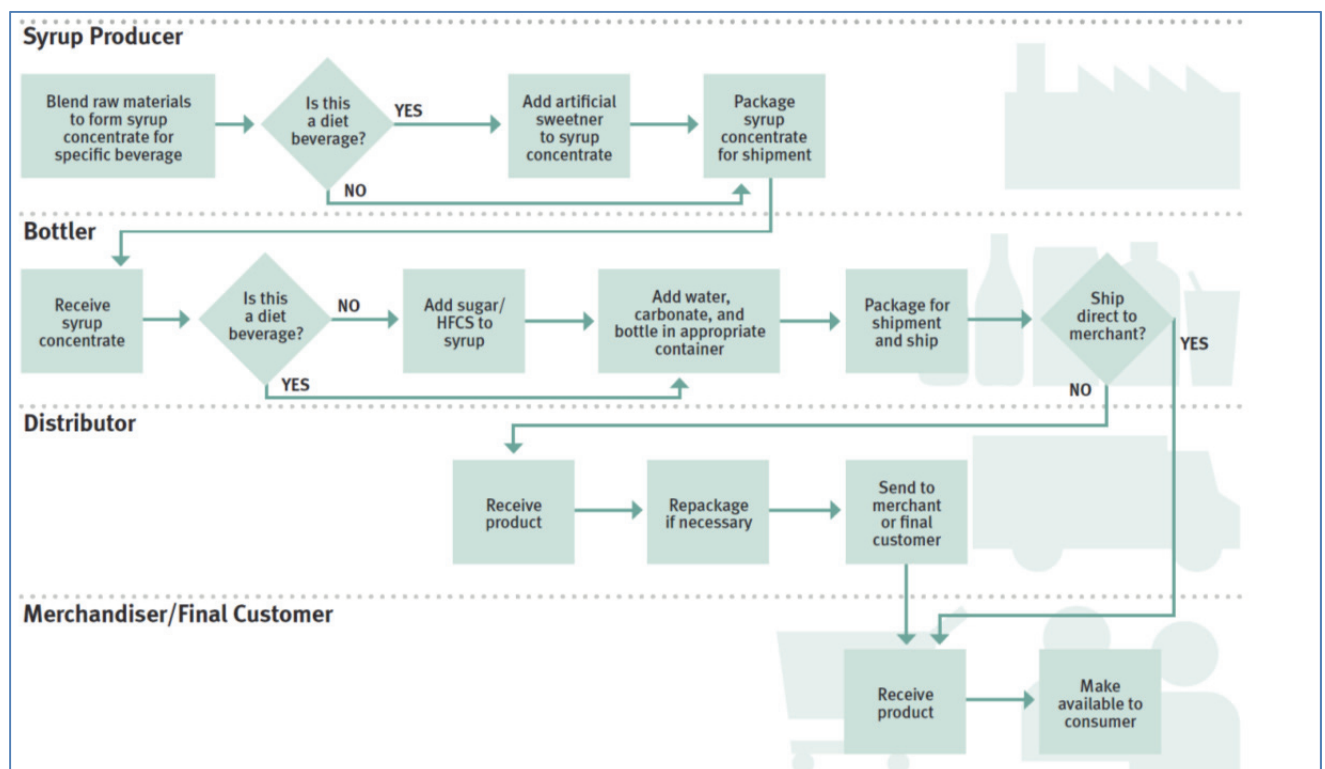 Syrup Producer
Blend raw materials
to form syrup
concentrate for
specific beverage
Is this
a diet
beverage?
YES
NO
Add artificial
sweetner
to syrup
concentrate
Package
syrup
concentrate
for shipment
Bottler
Receive
syrup
concentrate
Is this
a diet
beverage?
NO
YES
Add sugar/
HFCS to
syrup
Add water,
carbonate, and
bottle in appropriate
container
Package for
shipment
and ship
Ship
direct to
merchant?
YES
NO
Distributor
Receive
product
Repackage
if necessary
Send to
merchant
or final
customer
Merchandiser/Final Customer
Receive
product
Make
available to
consumer